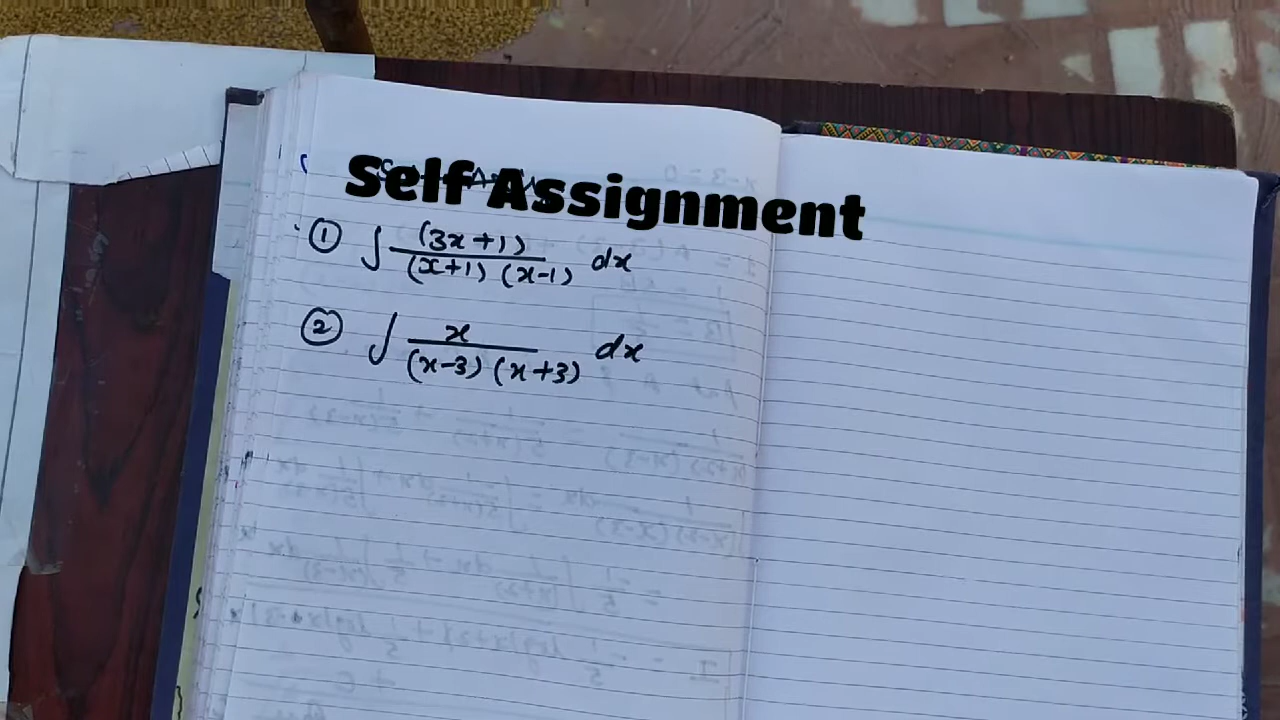 Self Assignment
① ∫ (3x+1) / (x+1) (x-1) dx
② ∫ x / (x-3) (x+3) dx